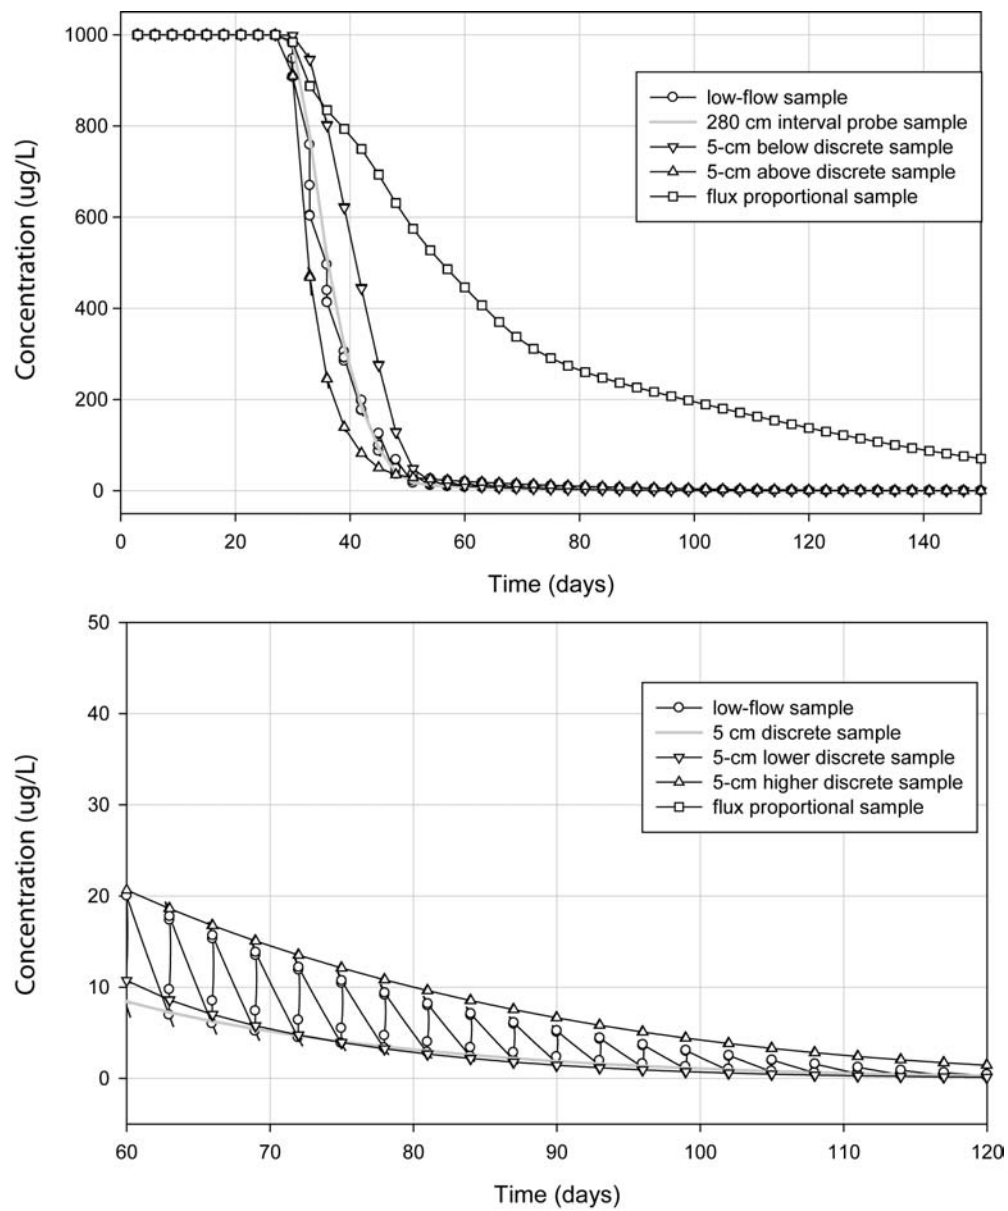 1000
800
600
400
200
0
Concentration (ug/L)
low-flow sample
280 cm interval probe sample
5-cm below discrete sample
5-cm above discrete sample
flux proportional sample
0 20 40 60 80 100 120 140
Time (days)
50
40
30
20
10
0
Concentration (ug/L)
low-flow sample
5 cm discrete sample
5-cm lower discrete sample
5-cm higher discrete sample
flux proportional sample
60 70 80 90 100 110 120
Time (days)